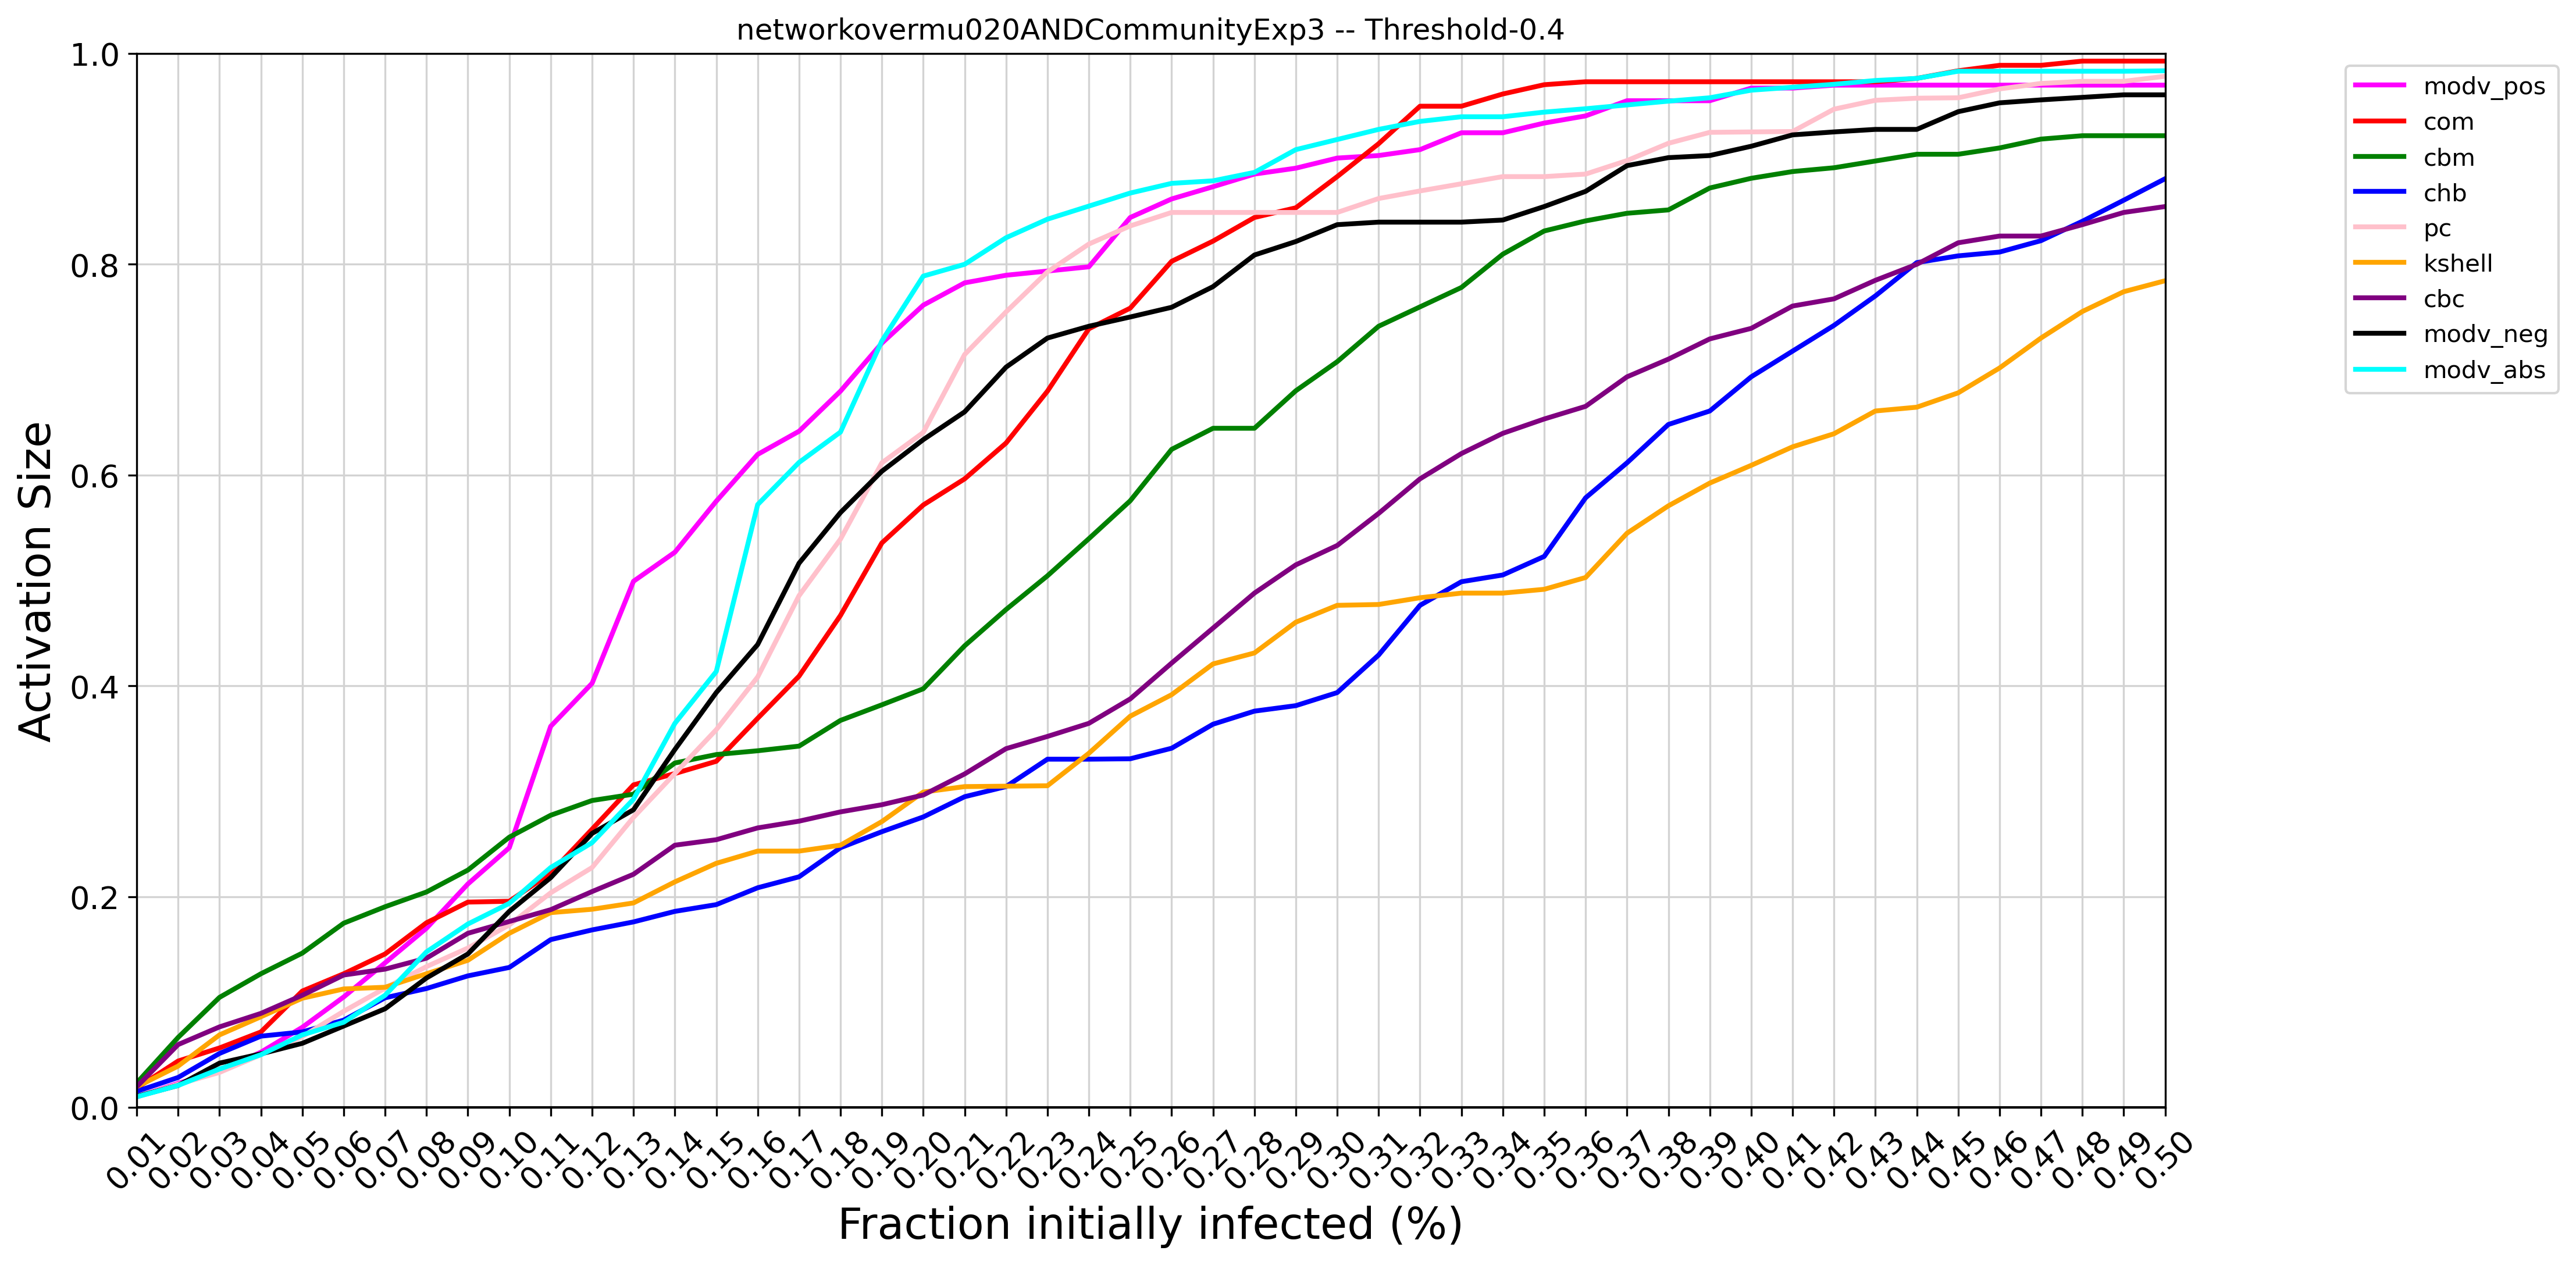 networkovermu020ANDCommunityExp3 -- Threshold-0.4
Activation Size
1.0
0.8
0.6
0.4
0.2
0.0
0.01 0.02 0.03 0.04 0.05 0.06 0.07 0.08 0.09 0.10 0.11 0.12 0.13 0.14 0.15 0.16 0.17 0.18 0.19 0.20 0.21 0.22 0.23 0.24 0.25 0.26 0.27 0.28 0.29 0.30 0.31 0.32 0.33 0.34 0.35 0.36 0.37 0.38 0.39 0.40 0.41 0.42 0.43 0.44 0.45 0.46 0.47 0.48 0.49 0.50
Fraction initially infected (%)
modv_pos
com
cbm
chb
pc
kshell
cbc
modv_neg
modv_abs